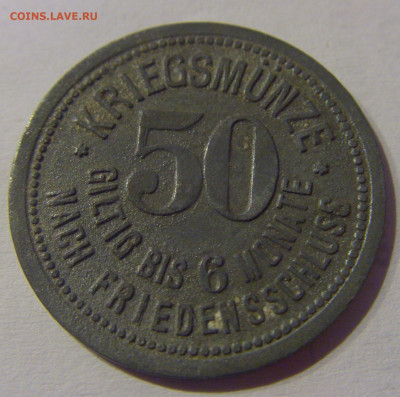 COINS.LAVE.RU
* KRIEGSMÜNZE *
50
GILTIG BIS 6 MONATE
NACH FRIEDENSSCHLUSS